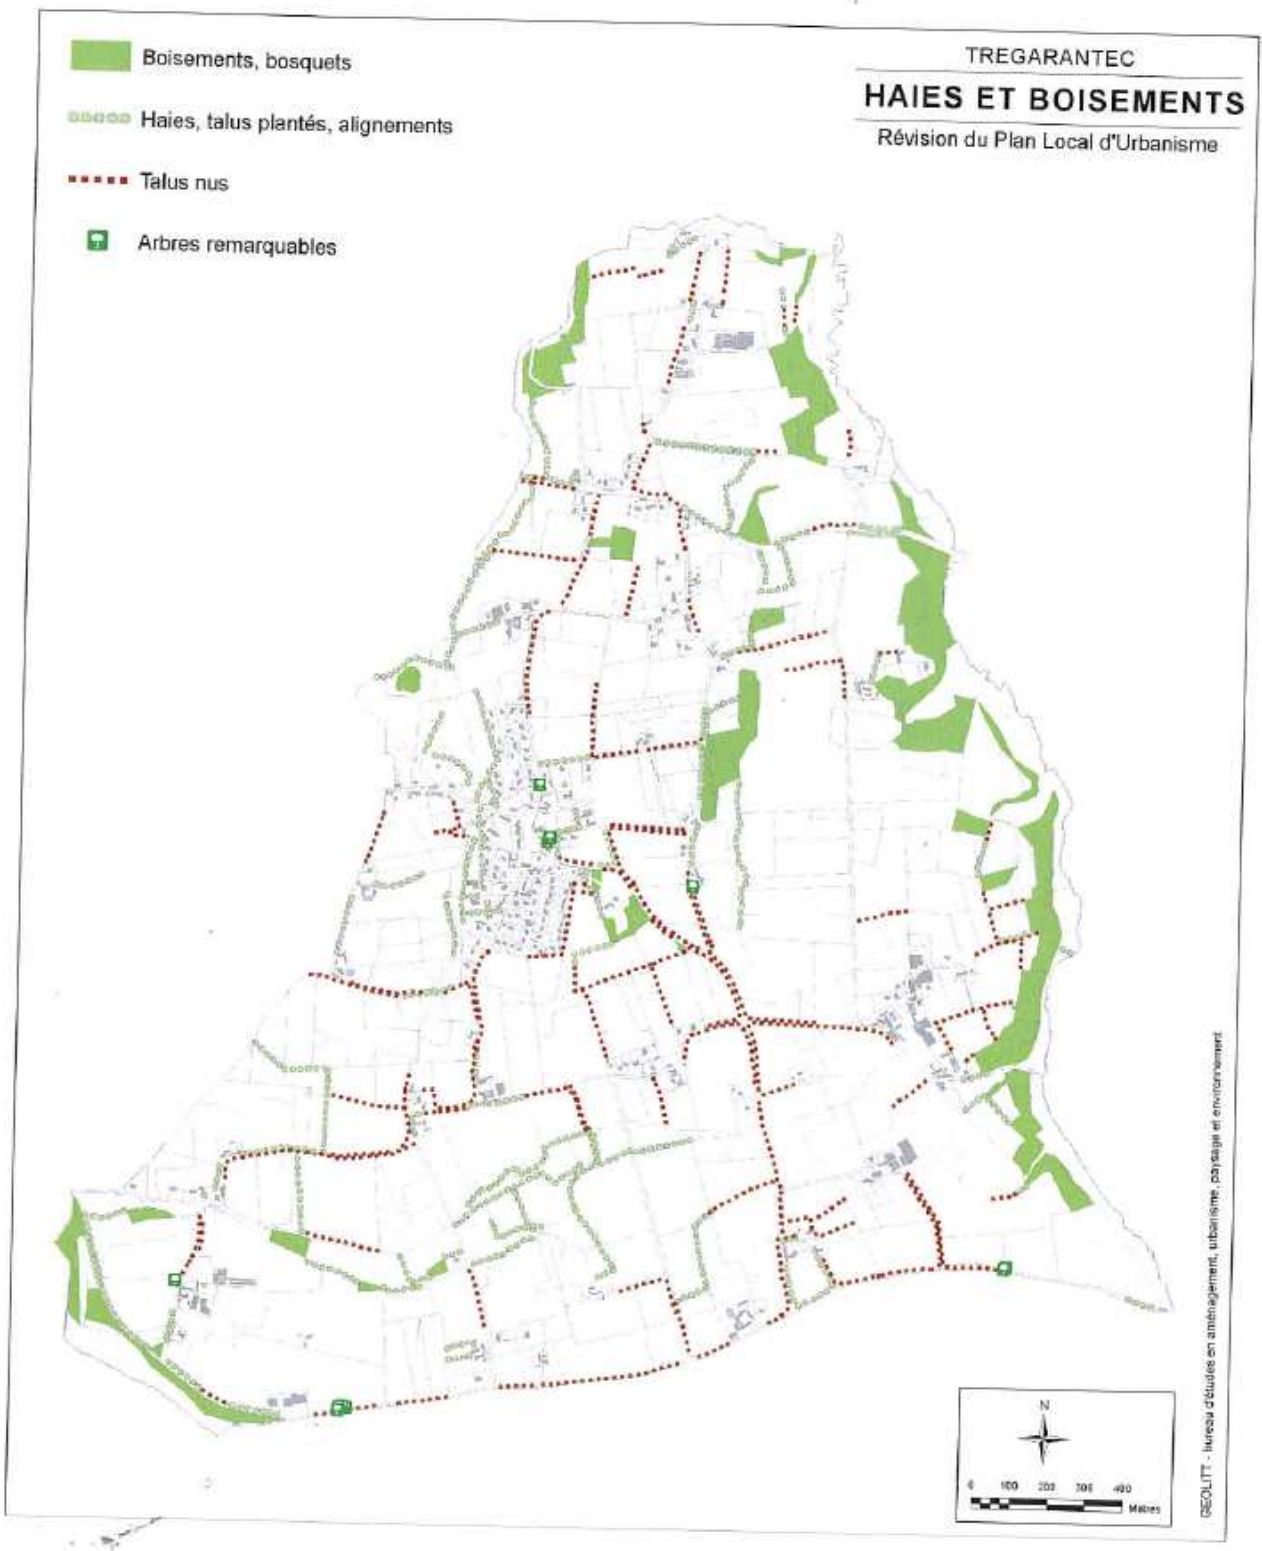 Boisements, bosquets
Haies, talus plantés, alignements
Talus nus
Arbres remarquables
TREGARANTEC
HAIES ET BOISEMENTS
Révision du Plan Local d'Urbanisme
N
0 100 200 300 400
Mètres
GEOLITT - bureau d'études en aménagement, urbanisme, paysage et environnement